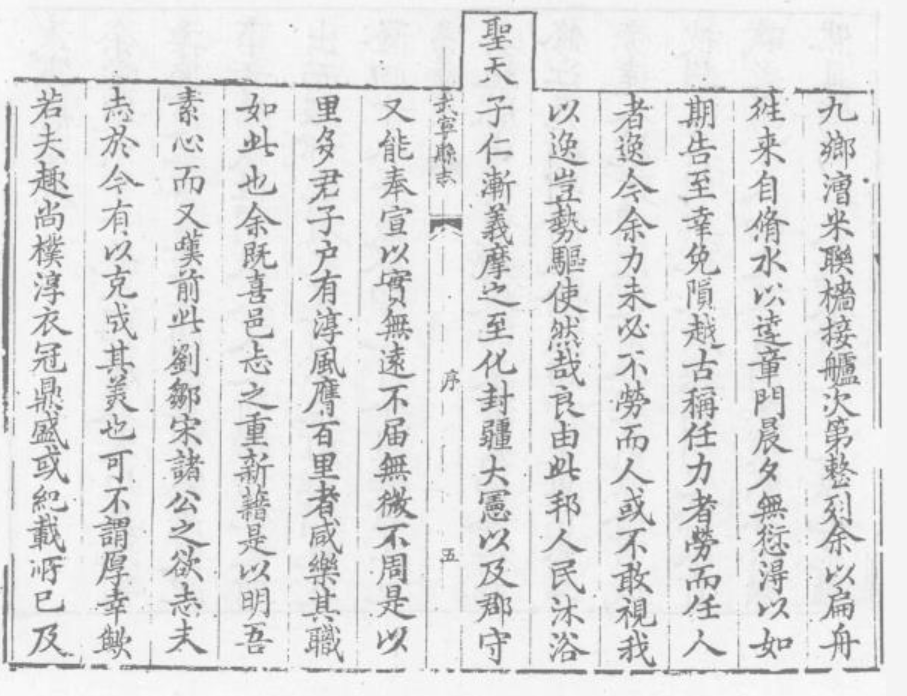 九鄉漕米聯檣接艫次第整列余以扁舟
徃来自脩水以達章門晨夕無愆淂以如
期告至幸免隕越古稱任力者勞而任人
者逸今余力未必不勞而人或不敢視我
以逸豈勢驅使然哉良由此邦人民沐浴
聖天子仁漸義摩之至化封疆大憲以及郡守
武寧縣志 序 五
又能奉宣以實無遠不届無微不周是以
里多君子户有淳風膺百里者咸樂其職
如此也余既喜邑志之重新藉是以明吾
素心而又嘆前此劉鄒宋諸公之欲志未
志於今有以克成其美也可不謂厚幸歟
若夫趣尚樸淳衣冠鼎盛或紀載所已及